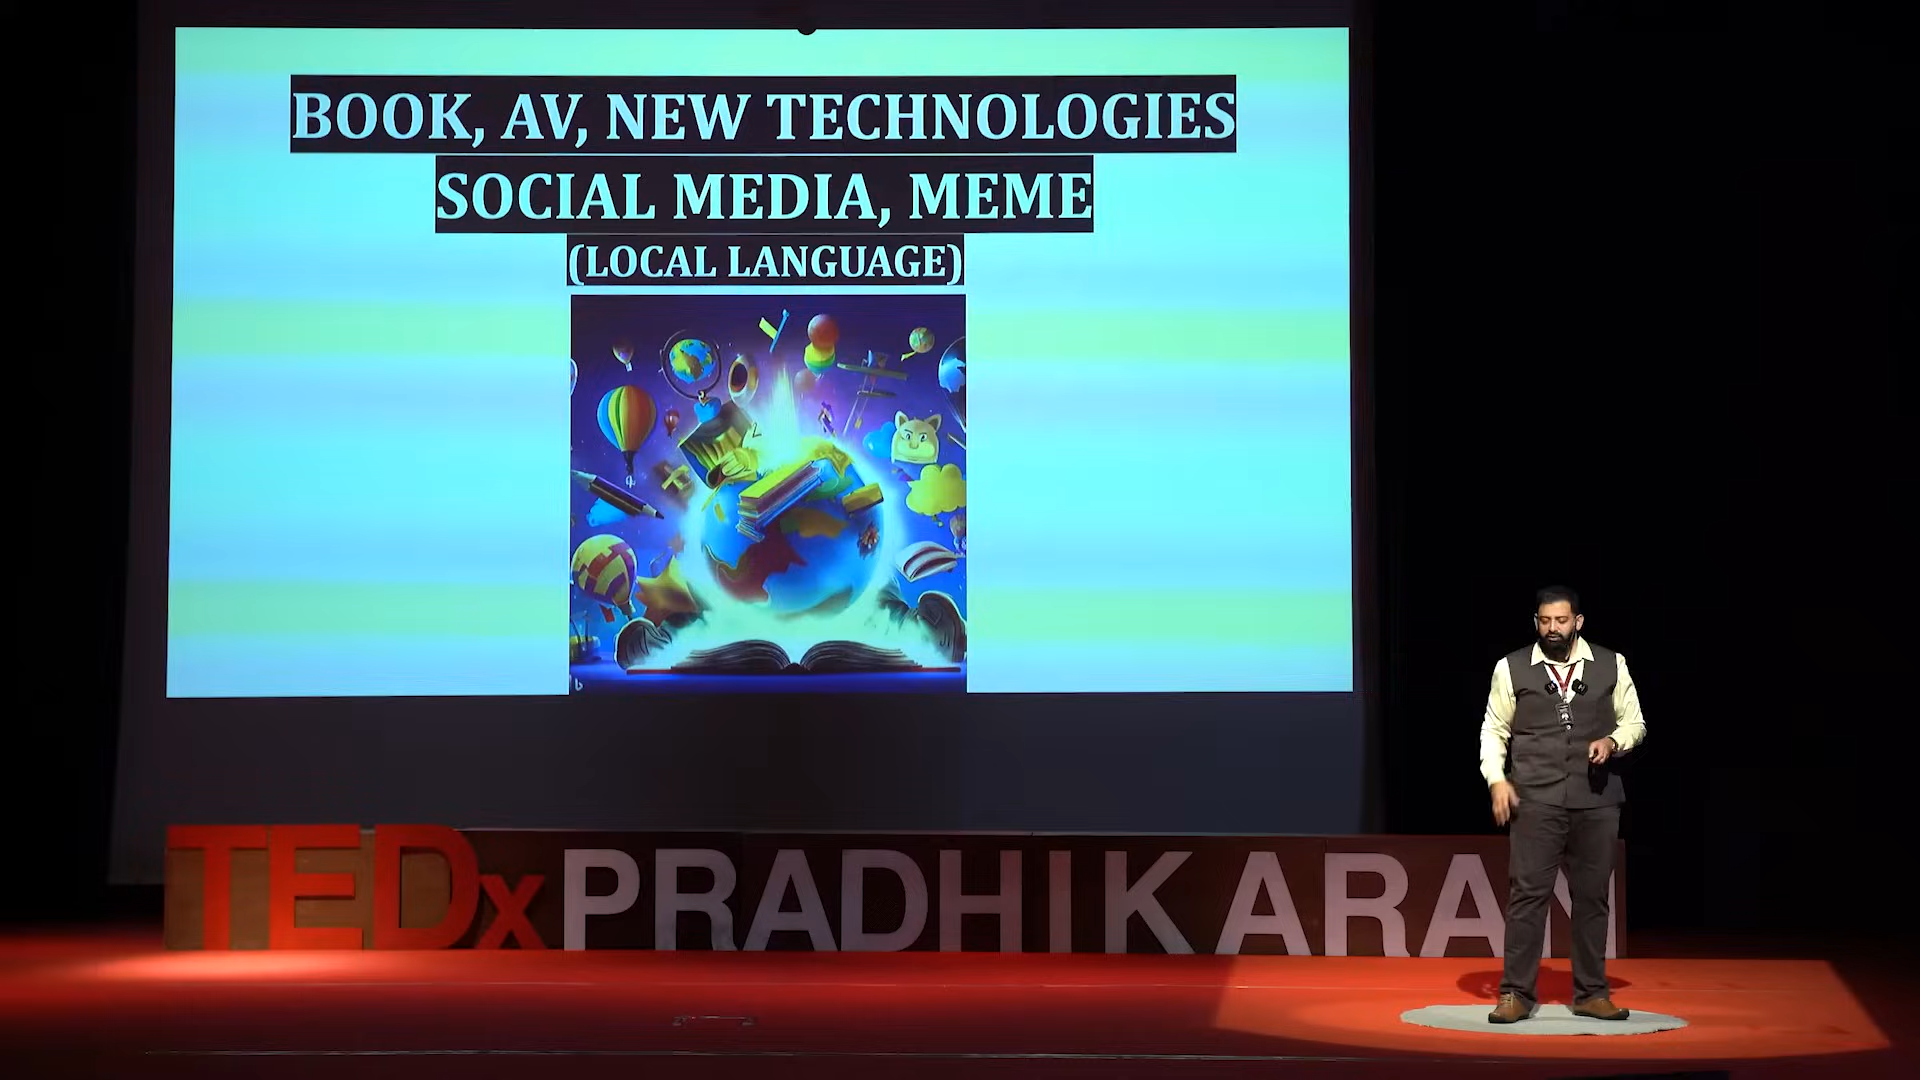 BOOK, AV, NEW TECHNOLOGIES
SOCIAL MEDIA, MEME
(LOCAL LANGUAGE)
TEDx PRADHIKARAN